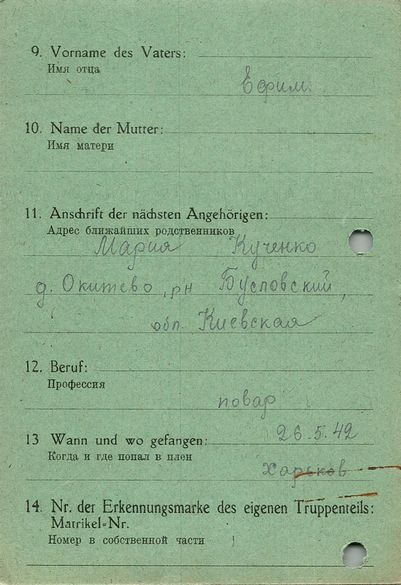 9. Vorname des Vaters:
Имя отца
Ефим
10. Name der Mutter:
Имя матери
11. Anschrift der nächsten Angehörigen:
Адрес ближайших родственников
Мария Кученко
д. Окитево, рн Бусловский,
обл. Киевская
12. Beruf:
Профессия
повар
13 Wann und wo gefangen: 26.5.42
Когда и где попал в плен
Харьков
14. Nr. der Erkennungsmarke des eigenen Truppenteils:
Matrikel-Nr.
Номер в собственной части